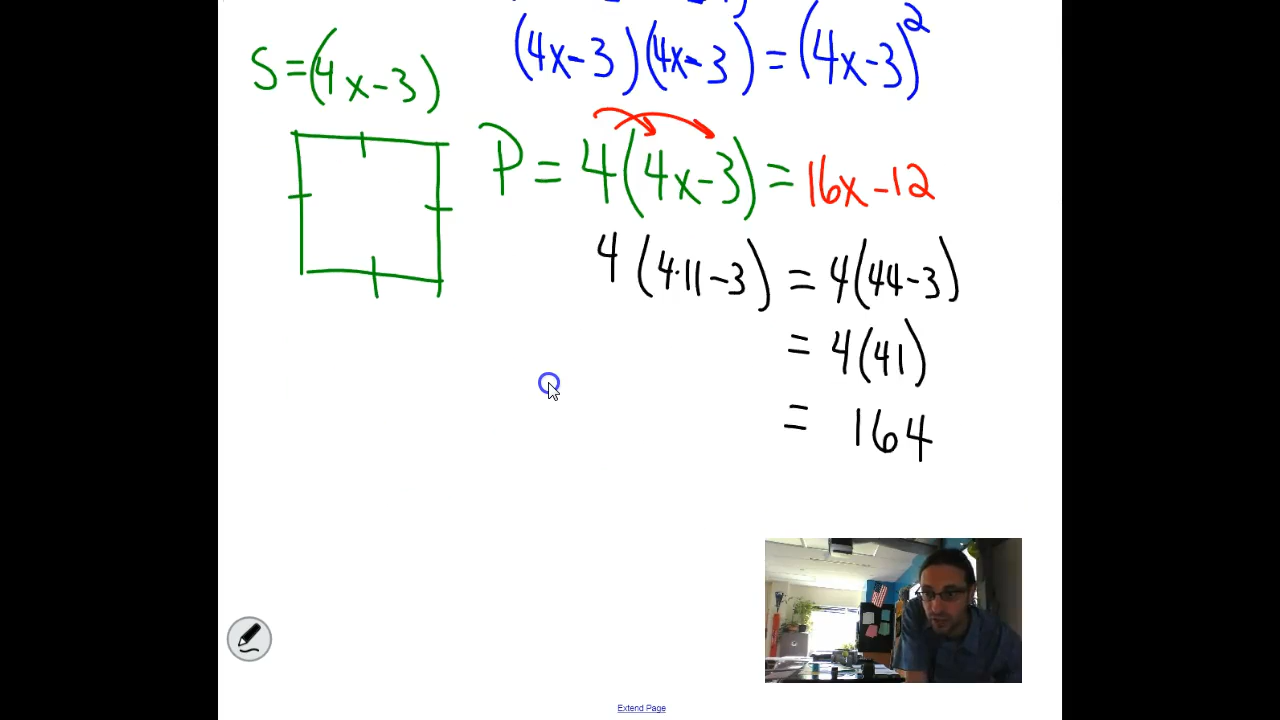 (4x-3)(4x-3) = (4x-3)²
S = (4x-3)
P = 4(4x-3) = 16x-12
4(4·11-3) = 4(44-3)
= 4(41)
= 164
Extend Page